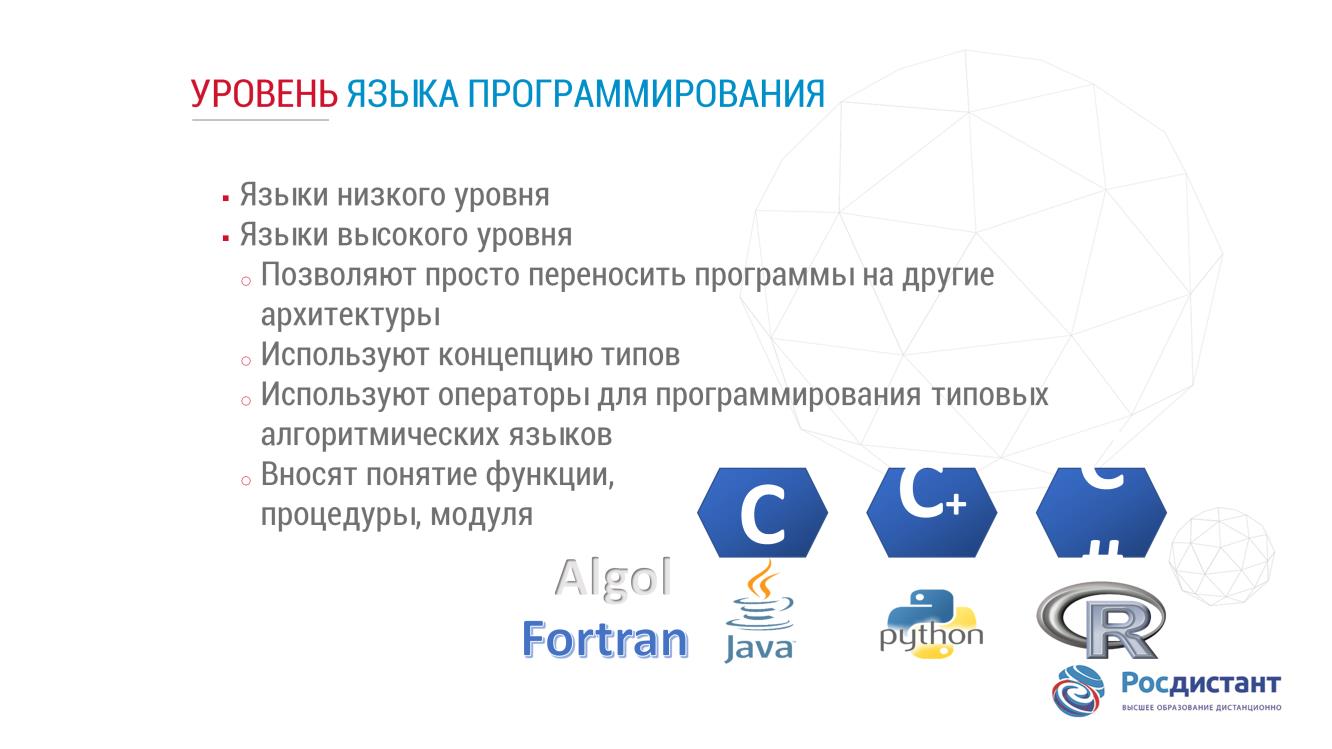 УРОВЕНЬ ЯЗЫКА ПРОГРАММИРОВАНИЯ
Языки низкого уровня
Языки высокого уровня
Позволяют просто переносить программы на другие
архитектуры
Используют концепцию типов
Используют операторы для программирования типовых
алгоритмических языков
Вносят понятие функции,
процедуры, модуля
C
C+
C
#
Algol
Fortran
Java
python
R
Росдистант
ВЫСШЕЕ ОБРАЗОВАНИЕ ДИСТАНЦИОННО